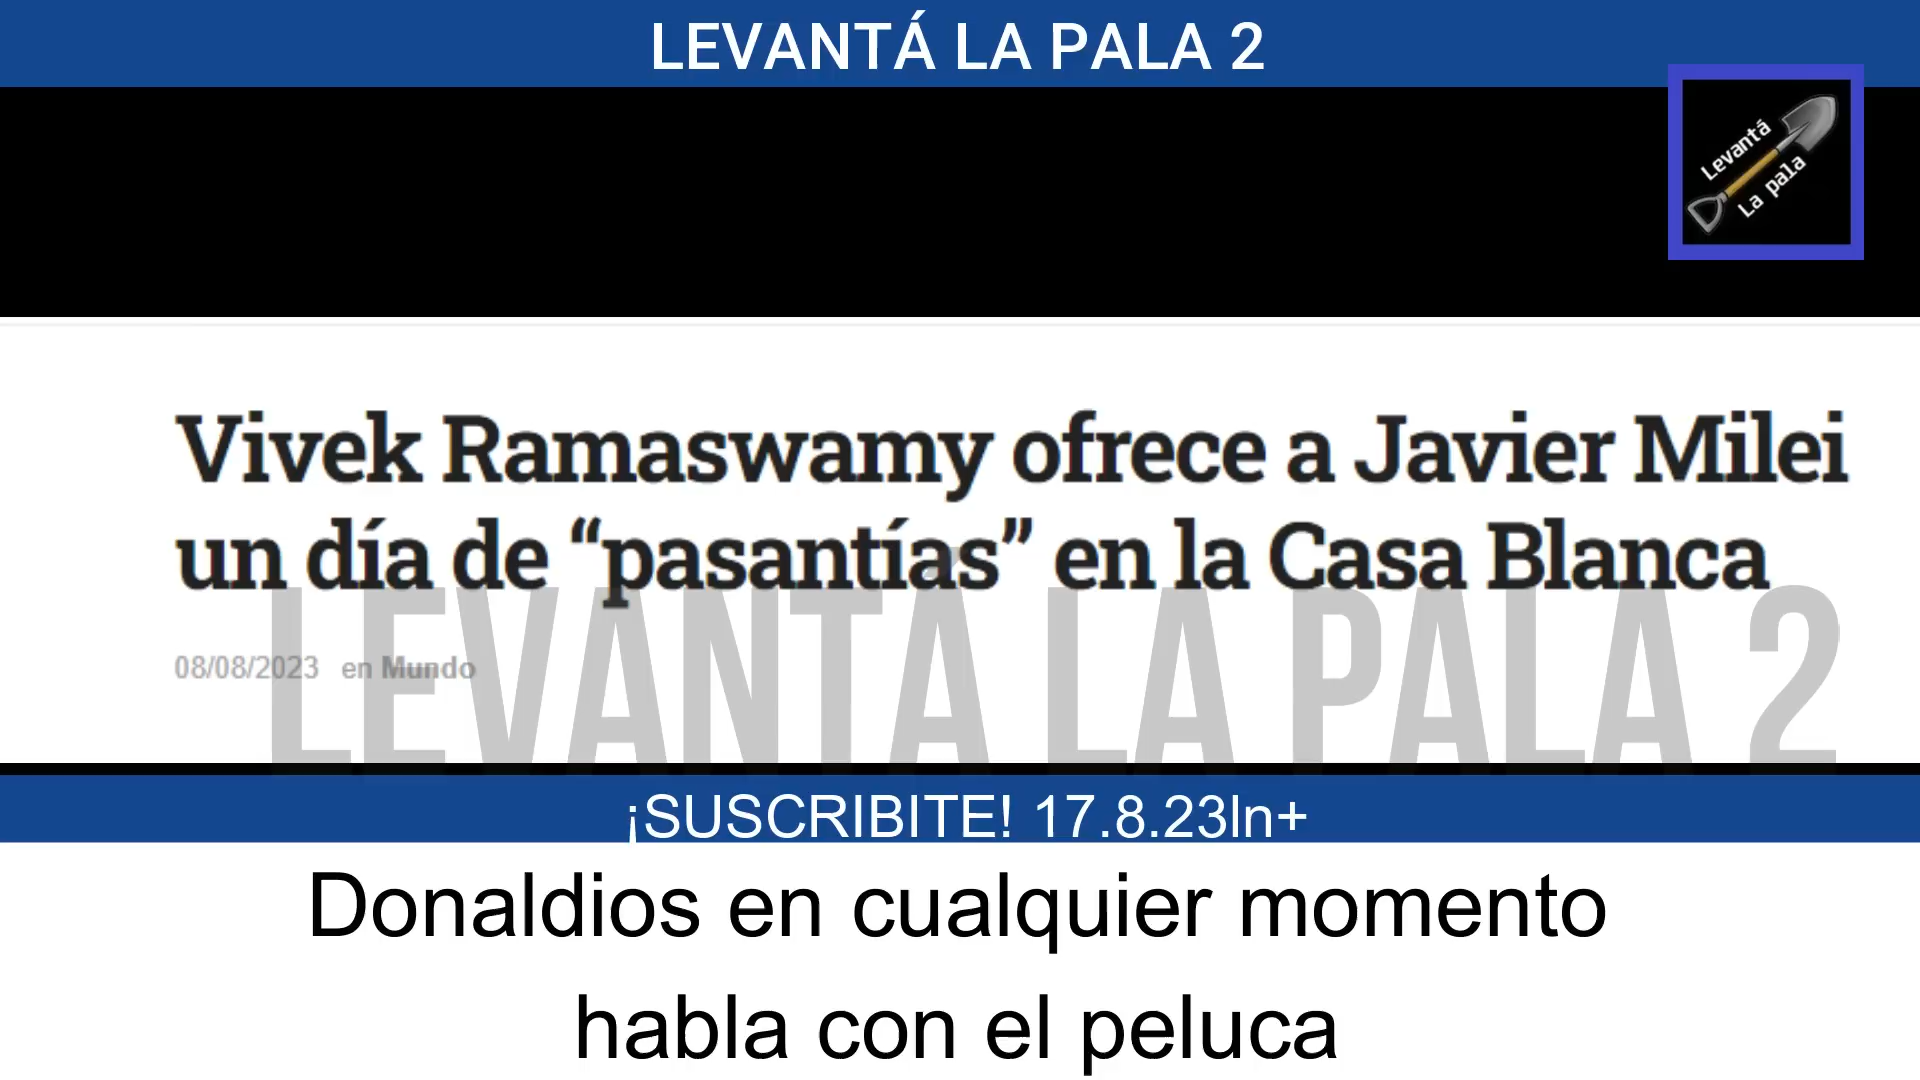 LEVANTÁ LA PALA 2
Levantá
La pala
Vivek Ramaswamy ofrece a Javier Milei
un día de “pasantías” en la Casa Blanca
08/08/2023 en Mundo
LEVANTÁ LA PALA 2
¡SUSCRIBITE! 17.8.23ln+
Donaldios en cualquier momento
habla con el peluca